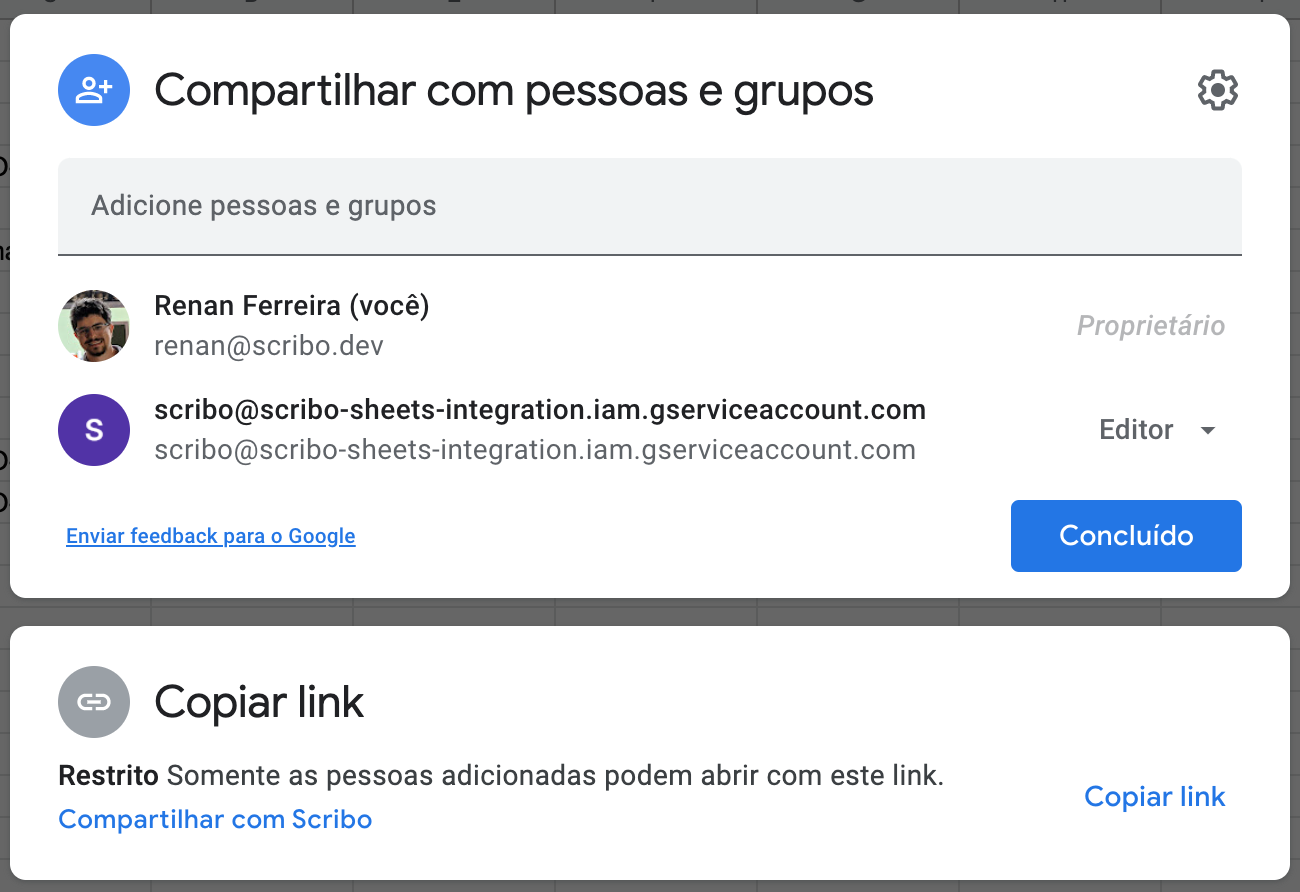 Compartilhar com pessoas e grupos
Adicione pessoas e grupos
Renan Ferreira (você)
renan@scribo.dev
Proprietário
S
scribo@scribo-sheets-integration.iam.gserviceaccount.com
scribo@scribo-sheets-integration.iam.gserviceaccount.com
Editor
Enviar feedback para o Google
Concluído
Copiar link
Restrito Somente as pessoas adicionadas podem abrir com este link.
Compartilhar com Scribo
Copiar link